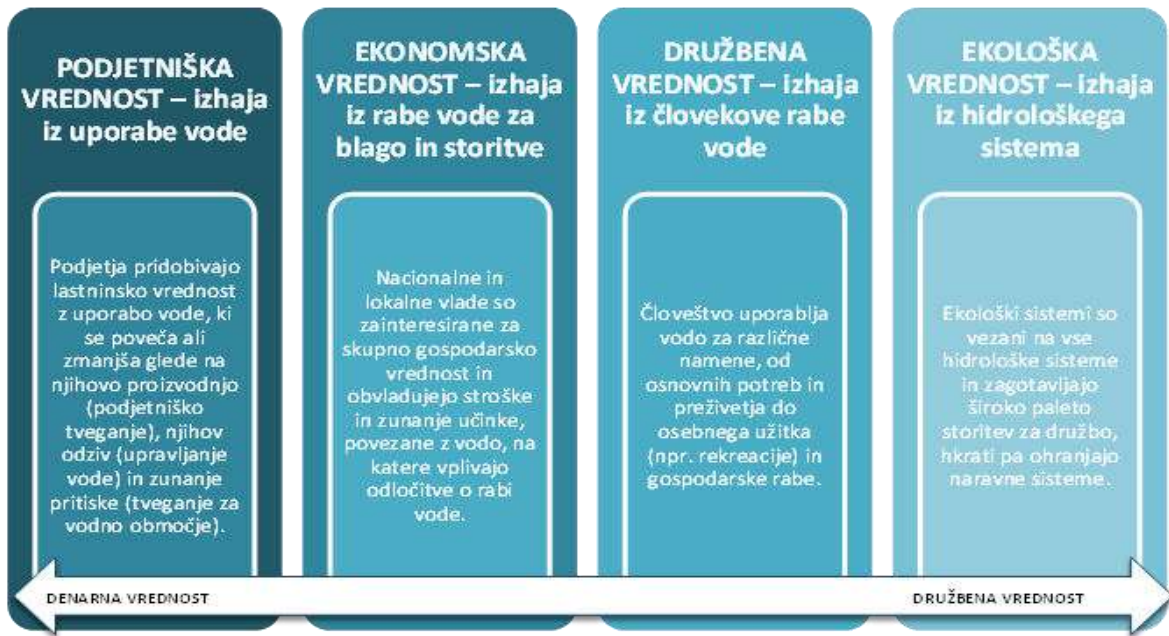 PODJETNIŠKA
VREDNOST – izhaja
iz uporabe vode
Podjetja pridobivajo
lastninsko vrednost
z uporabo vode, ki
se poveča ali
zmanjša glede na
njihovo proizvodnjo
(podjetniško
tveganje), njihov
odziv (upravljanje
vode) in zunanje
pritiske (tveganje za
vodno območje).
EKONOMSKA
VREDNOST – izhaja
iz rabe vode za
blago in storitve
Nacionalne in
lokalne vlade so
zainteresirane za
skupno gospodarsko
vrednost in
obvladujejo stroške
in zunanje učinke,
povezane z vodo, na
katere vplivajo
odločitve o rabi
vode.
DRUŽBENA
VREDNOST – izhaja
iz človekove rabe
vode
Človeštvo uporablja
vodo za različne
namene, od
osnovnih potreb in
preživetja do
osebnega užitka
(npr. rekreacije) in
gospodarske rabe.
EKOLOŠKA
VREDNOST – izhaja
iz hidrološkega
sistema
Ekološki sistemi so
vezani na vse
hidrološke sisteme
in zagotavljajo
široko paleto
storitev za družbo,
hkrati pa ohranjajo
naravne sisteme.
DENARNA VREDNOST
DRUŽBENA VREDNOST